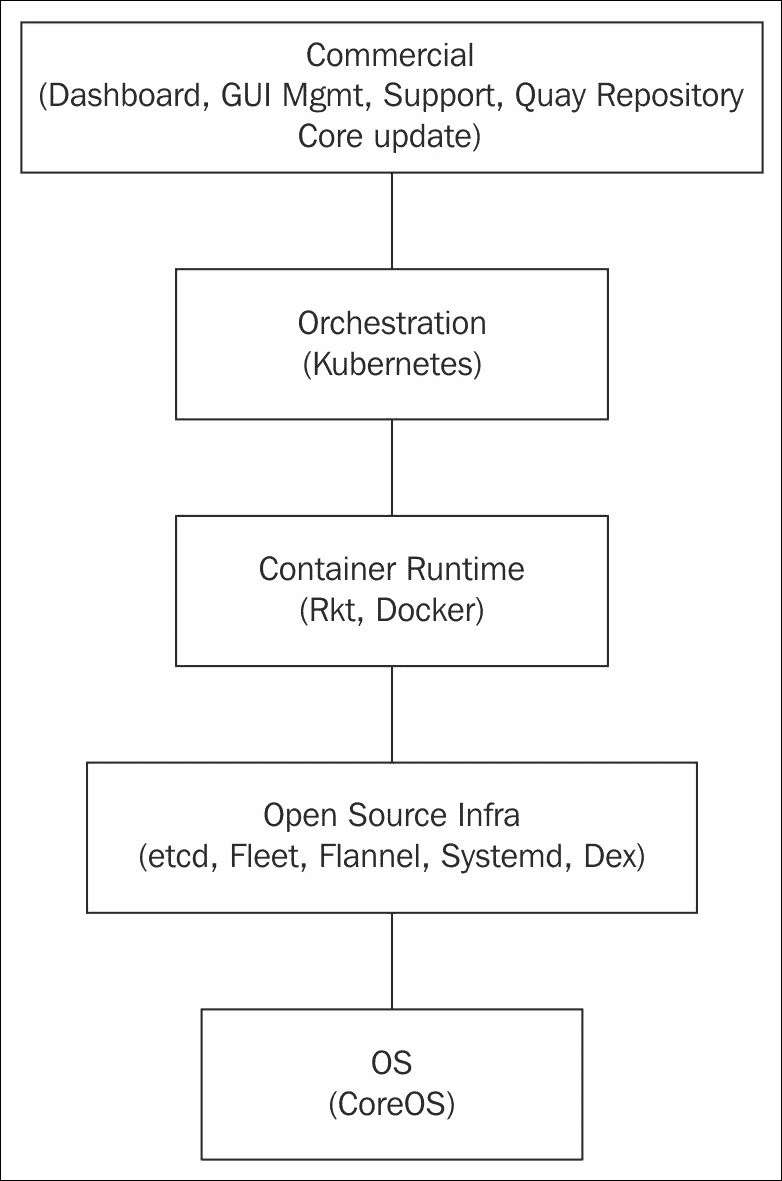 Commercial
(Dashboard, GUI Mgmt, Support, Quay Repository
Core update)
Orchestration
(Kubernetes)
Container Runtime
(Rkt, Docker)
Open Source Infra
(etcd, Fleet, Flannel, Systemd, Dex)
OS
(CoreOS)